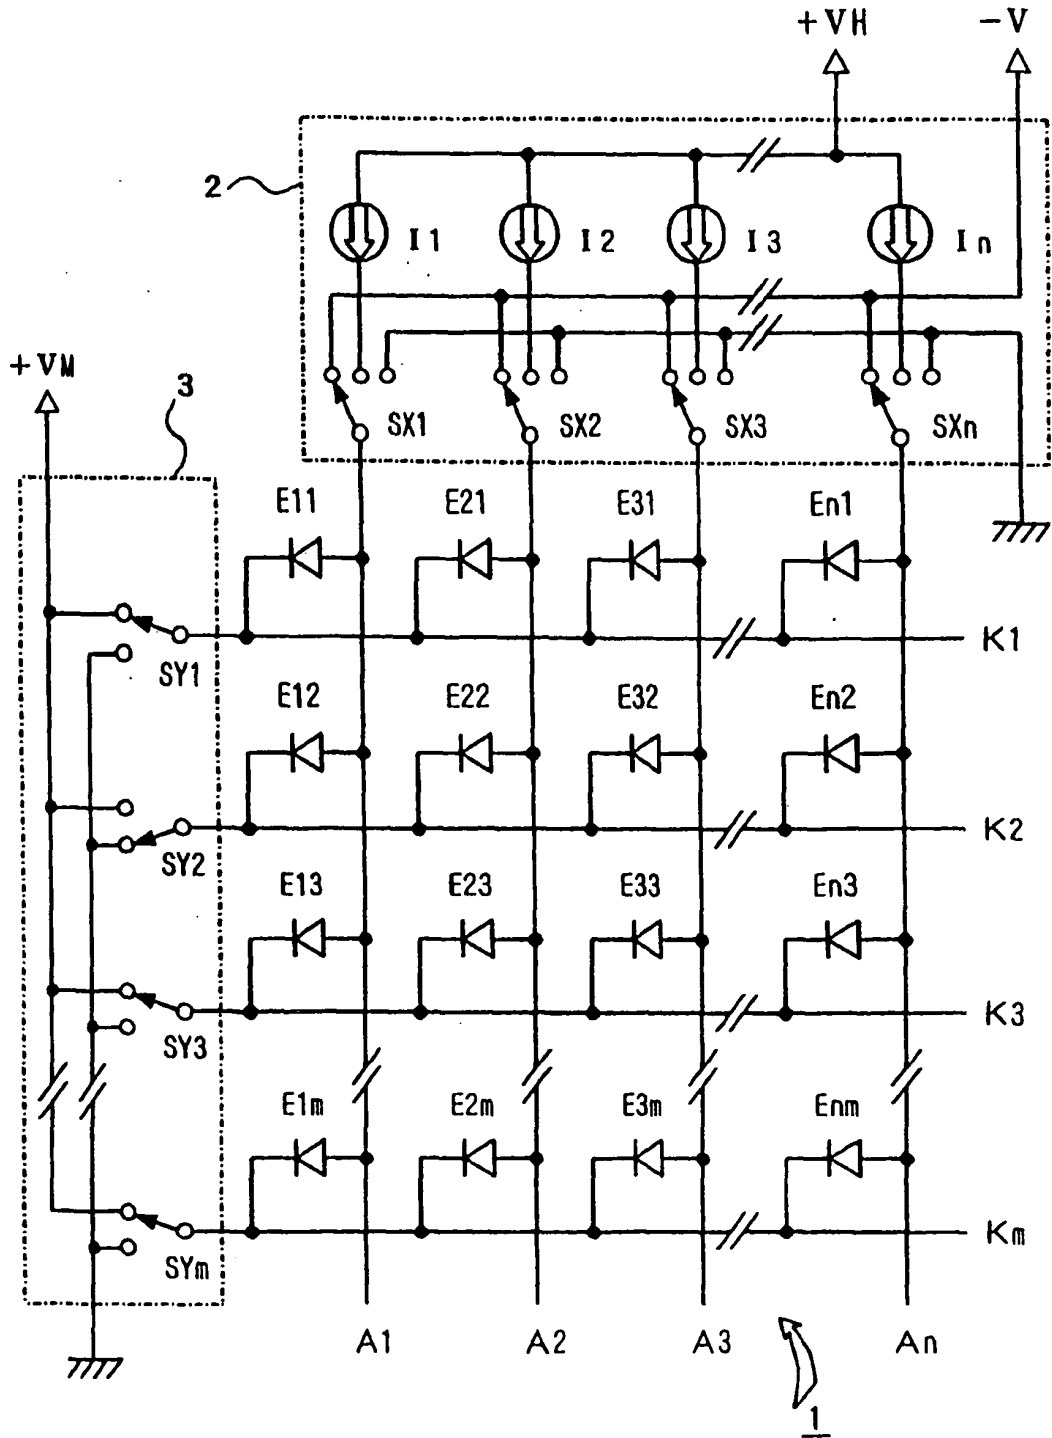 +VH -V
2
I1 I2 I3 In
+VM
3
SX1 SX2 SX3 SXn
E11 E21 E31 En1
SY1
K1
E12 E22 E32 En2
SY2
K2
E13 E23 E33 En3
SY3
K3
E1m E2m E3m Enm
SYm
Km
A1 A2 A3 An
1